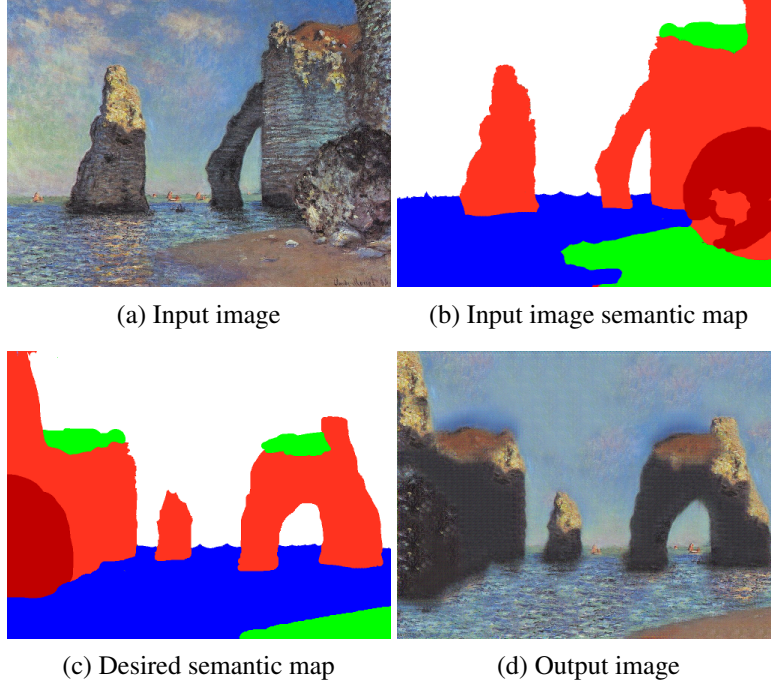 (a) Input image
(b) Input image semantic map
(c) Desired semantic map
(d) Output image